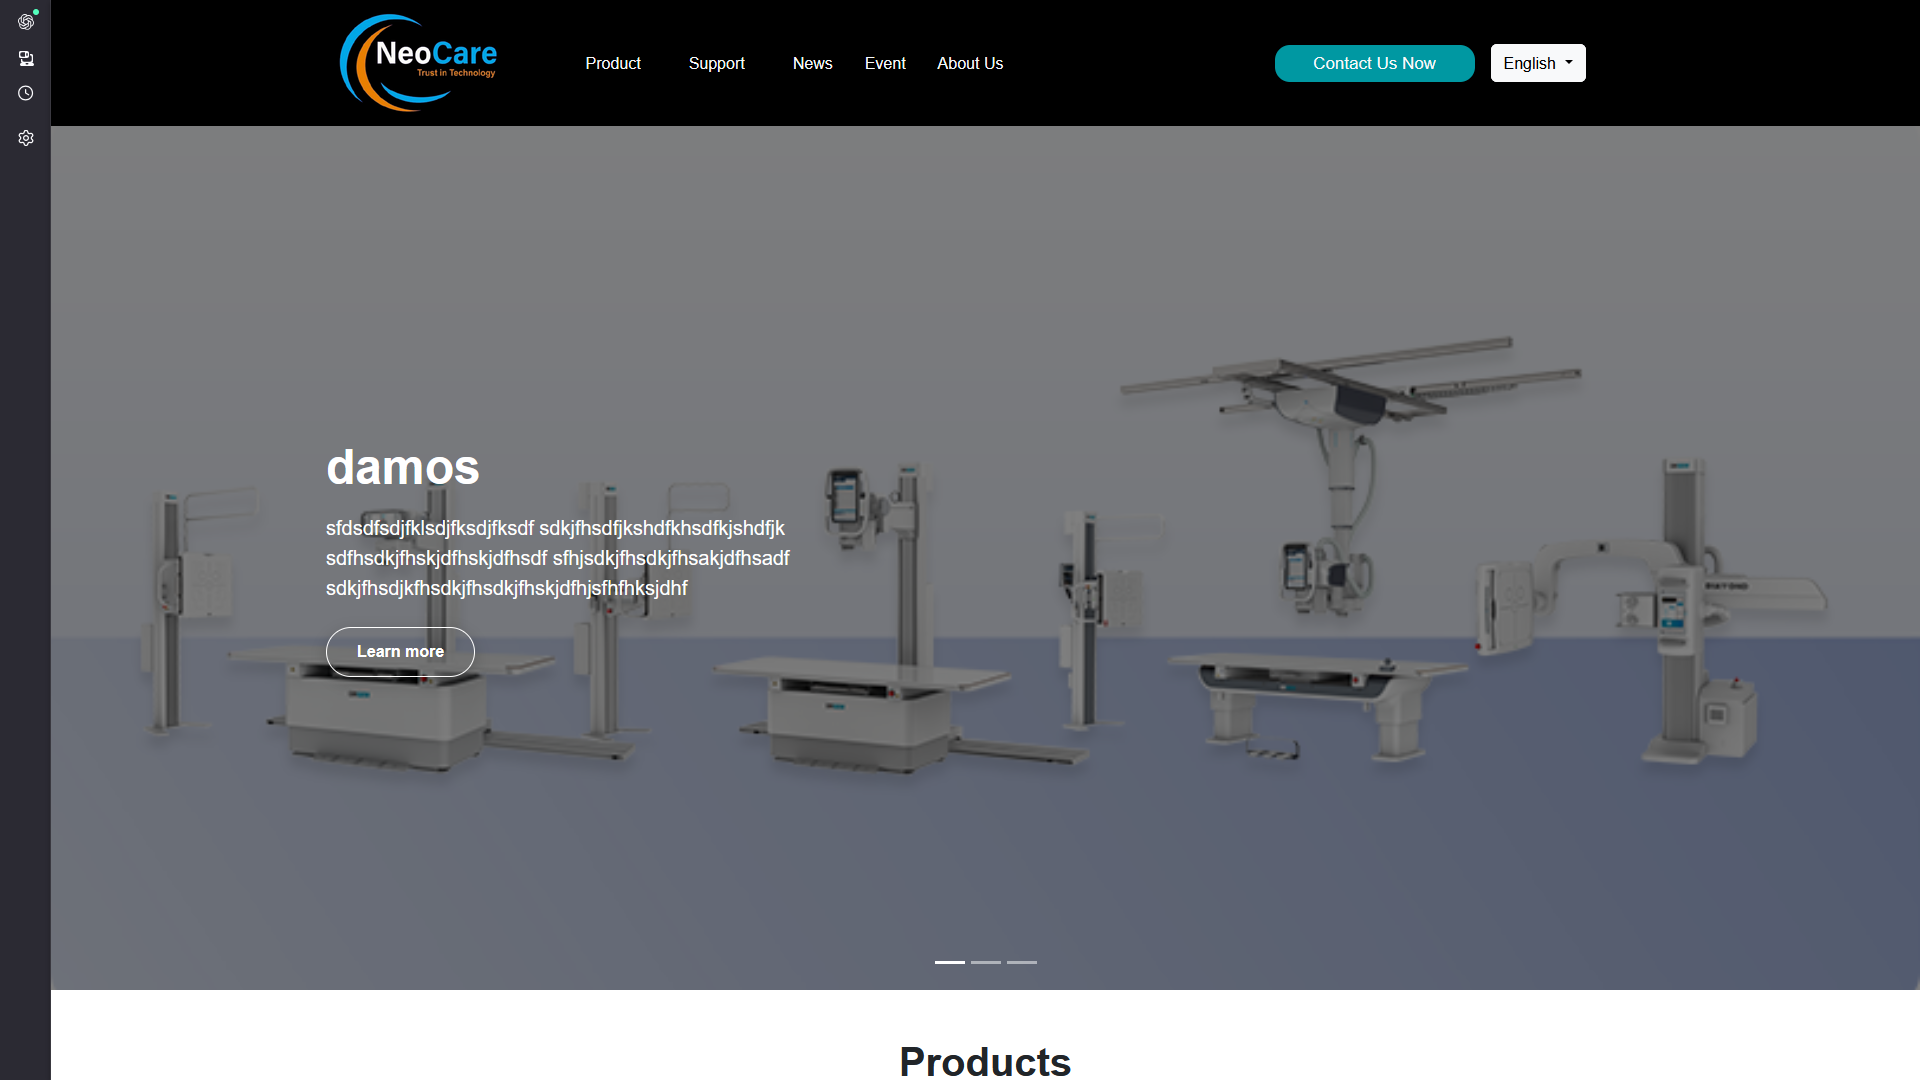 NeoCare
Trust in Technology
Product
Support
News
Event
About Us
Contact Us Now
English
damos
sfdsdfsdjfklsdjfksdjfksdf sdkjfhsdfjkshdfkhsdfkjshdfjk
sdfhsdkjfhskjdfhskjdfhsdf sfhjsdkjfhsdkjfhsakjdfhsadf
sdkjfhsdjkfhsdkjfhsdkjfhskjdfhjsfhfhksjdhf
Learn more
Products